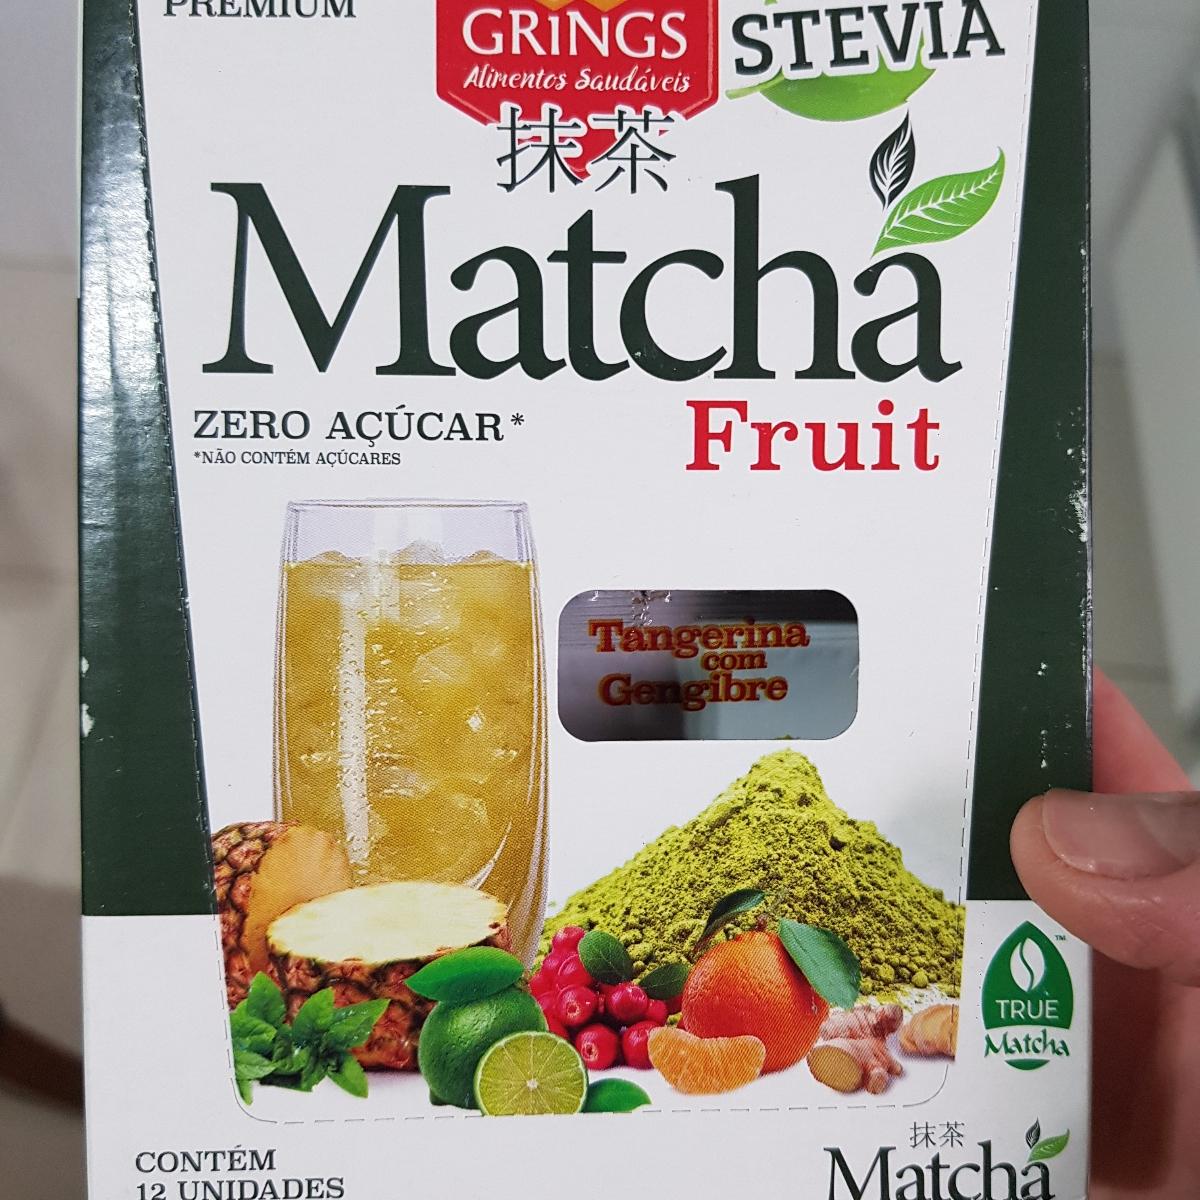 PREMIUM
GRINGS
Alimentos Saudáveis
STEVIA
抹茶
Matcha
Fruit
ZERO AÇÚCAR*
*NÃO CONTÉM AÇÚCARES
Tangerina
com
Gengibre
TRUE
Matcha
™
CONTÉM
12 UNIDADES
抹茶
Matcha